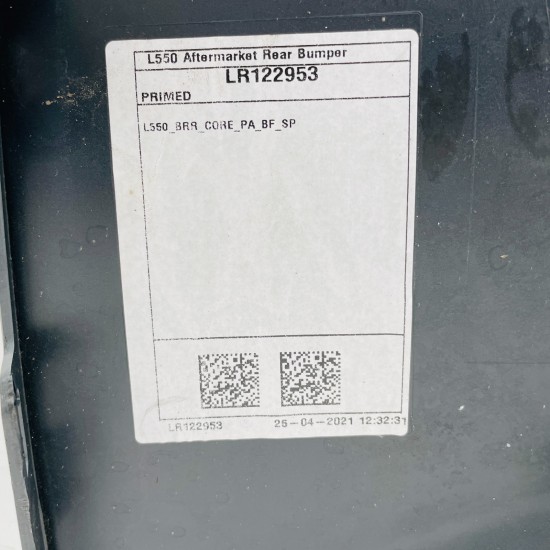 L550 Aftermarket Rear Bumper
LR122953
PRIMED
L550_BRR_CORE_PA_BF_SP
LR122953 25-04-2021 12:32:31